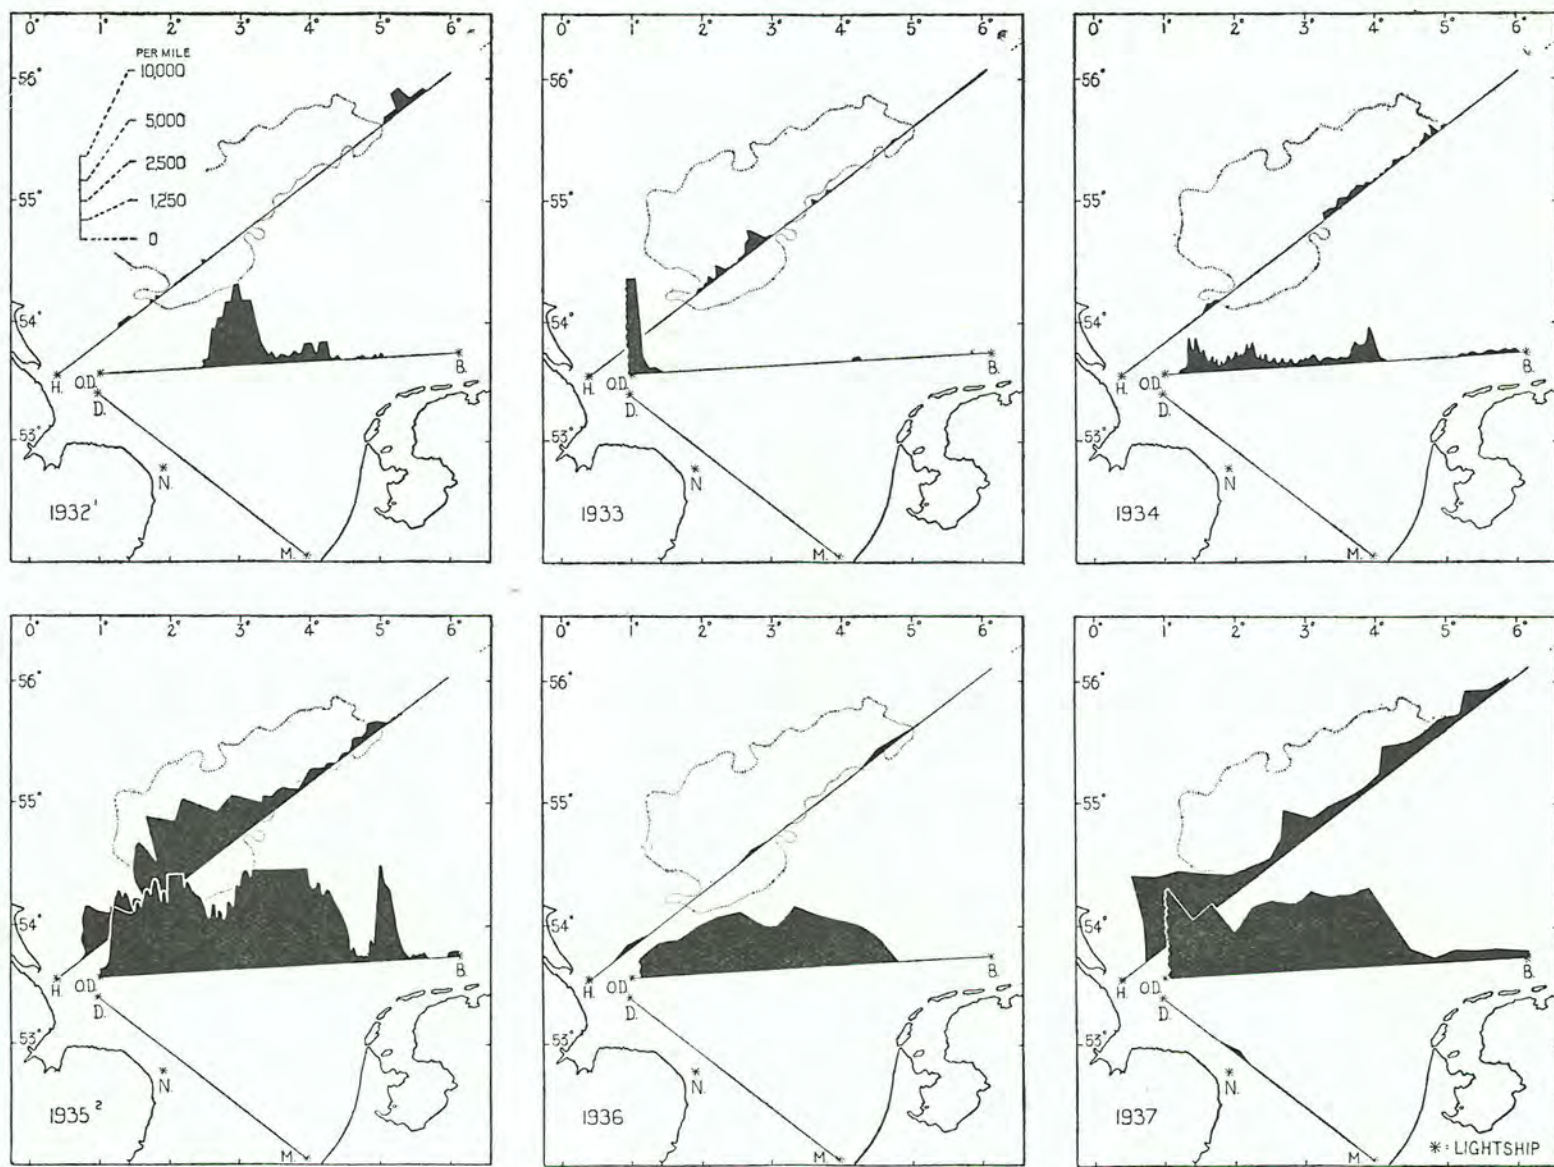 0° 1° 2° 3° 4° 5° 6°
PER MILE
10,000
5,000
2,500
1,250
0
56°
55°
54°
53°
H. O.D. B.
D.
N.
1932¹
M.
0° 1° 2° 3° 4° 5° 6°
56°
55°
54°
53°
H. O.D. B.
D.
N.
1933
M.
0° 1° 2° 3° 4° 5° 6°
56°
55°
54°
53°
H. O.D. B.
D.
N.
1934
M.
0° 1° 2° 3° 4° 5° 6°
56°
55°
54°
53°
H. O.D. B.
D.
N.
1935²
M.
0° 1° 2° 3° 4° 5° 6°
56°
55°
54°
53°
H. O.D. B.
D.
N.
1936
M.
0° 1° 2° 3° 4° 5° 6°
56°
55°
54°
53°
H. O.D. B.
D.
N.
1937
M.
*: LIGHTSHIP